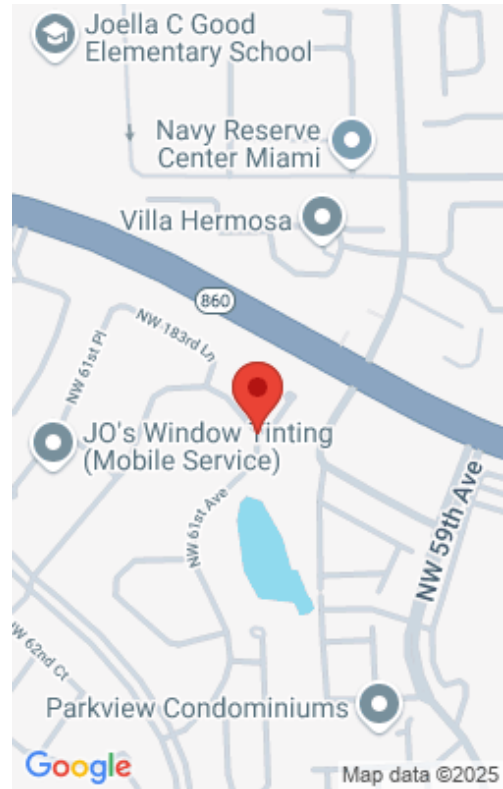 Joella C Good
Elementary School
Navy Reserve
Center Miami
Villa Hermosa
860
NW 183rd Ln
NW 61st Pl
JO's Window Tinting
(Mobile Service)
NW 61st Ave
NW 59th Ave
NW 62nd Ct
Parkview Condominiums
Google
Map data ©2025